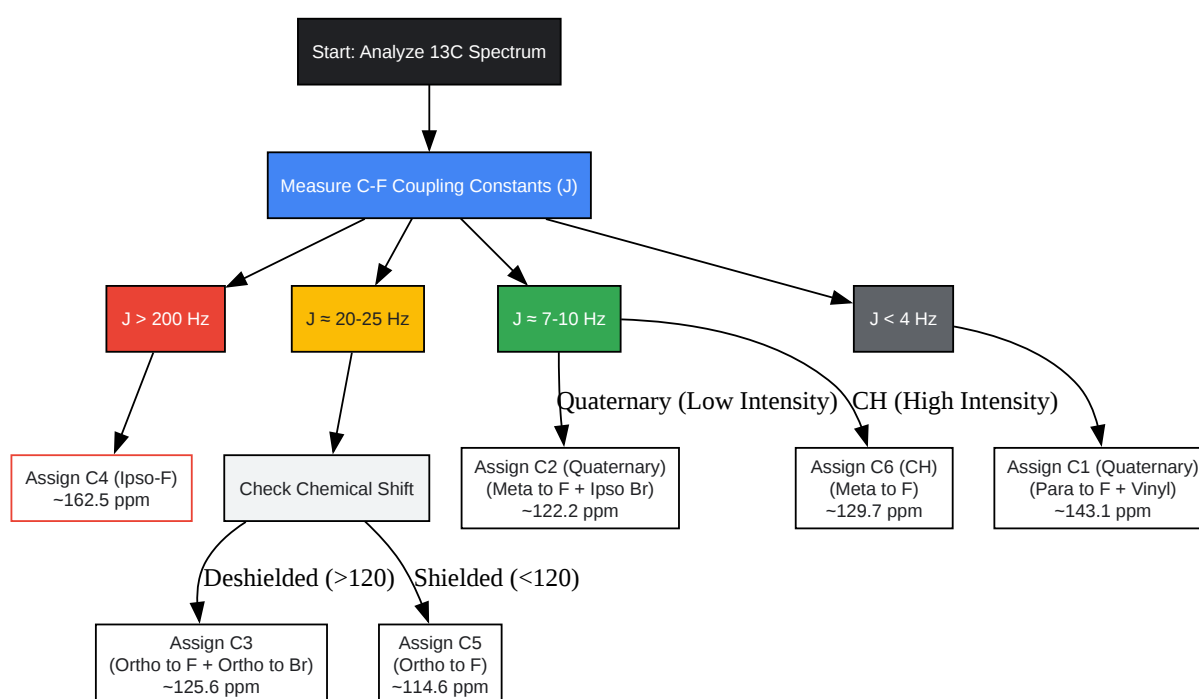 Start: Analyze 13C Spectrum
Measure C-F Coupling Constants (J)
J > 200 Hz
J ≈ 20-25 Hz
J ≈ 7-10 Hz
J < 4 Hz
Quaternary (Low Intensity)
CH (High Intensity)
Assign C4 (Ipso-F)
~162.5 ppm
Check Chemical Shift
Assign C2 (Quaternary)
(Meta to F + Ipso Br)
~122.2 ppm
Assign C6 (CH)
(Meta to F)
~129.7 ppm
Assign C1 (Quaternary)
(Para to F + Vinyl)
~143.1 ppm
Deshielded (>120)
Shielded (<120)
Assign C3
(Ortho to F + Ortho to Br)
~125.6 ppm
Assign C5
(Ortho to F)
~114.6 ppm